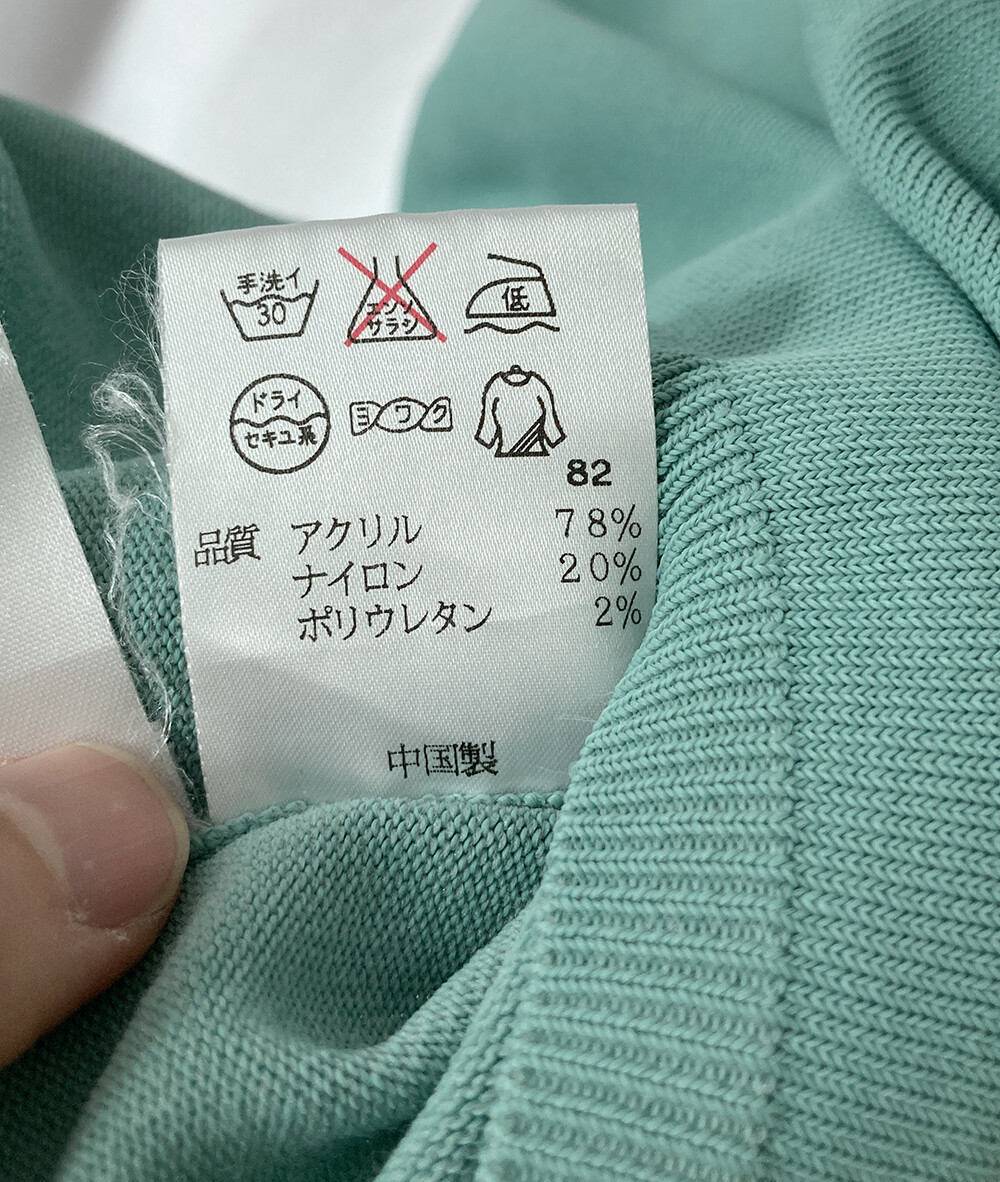 手洗イ
30
エンソ
サラシ
低
ドライ
セキユ系
ヨワク
82
品質 アクリル 78%
ナイロン 20%
ポリウレタン 2%
中国製